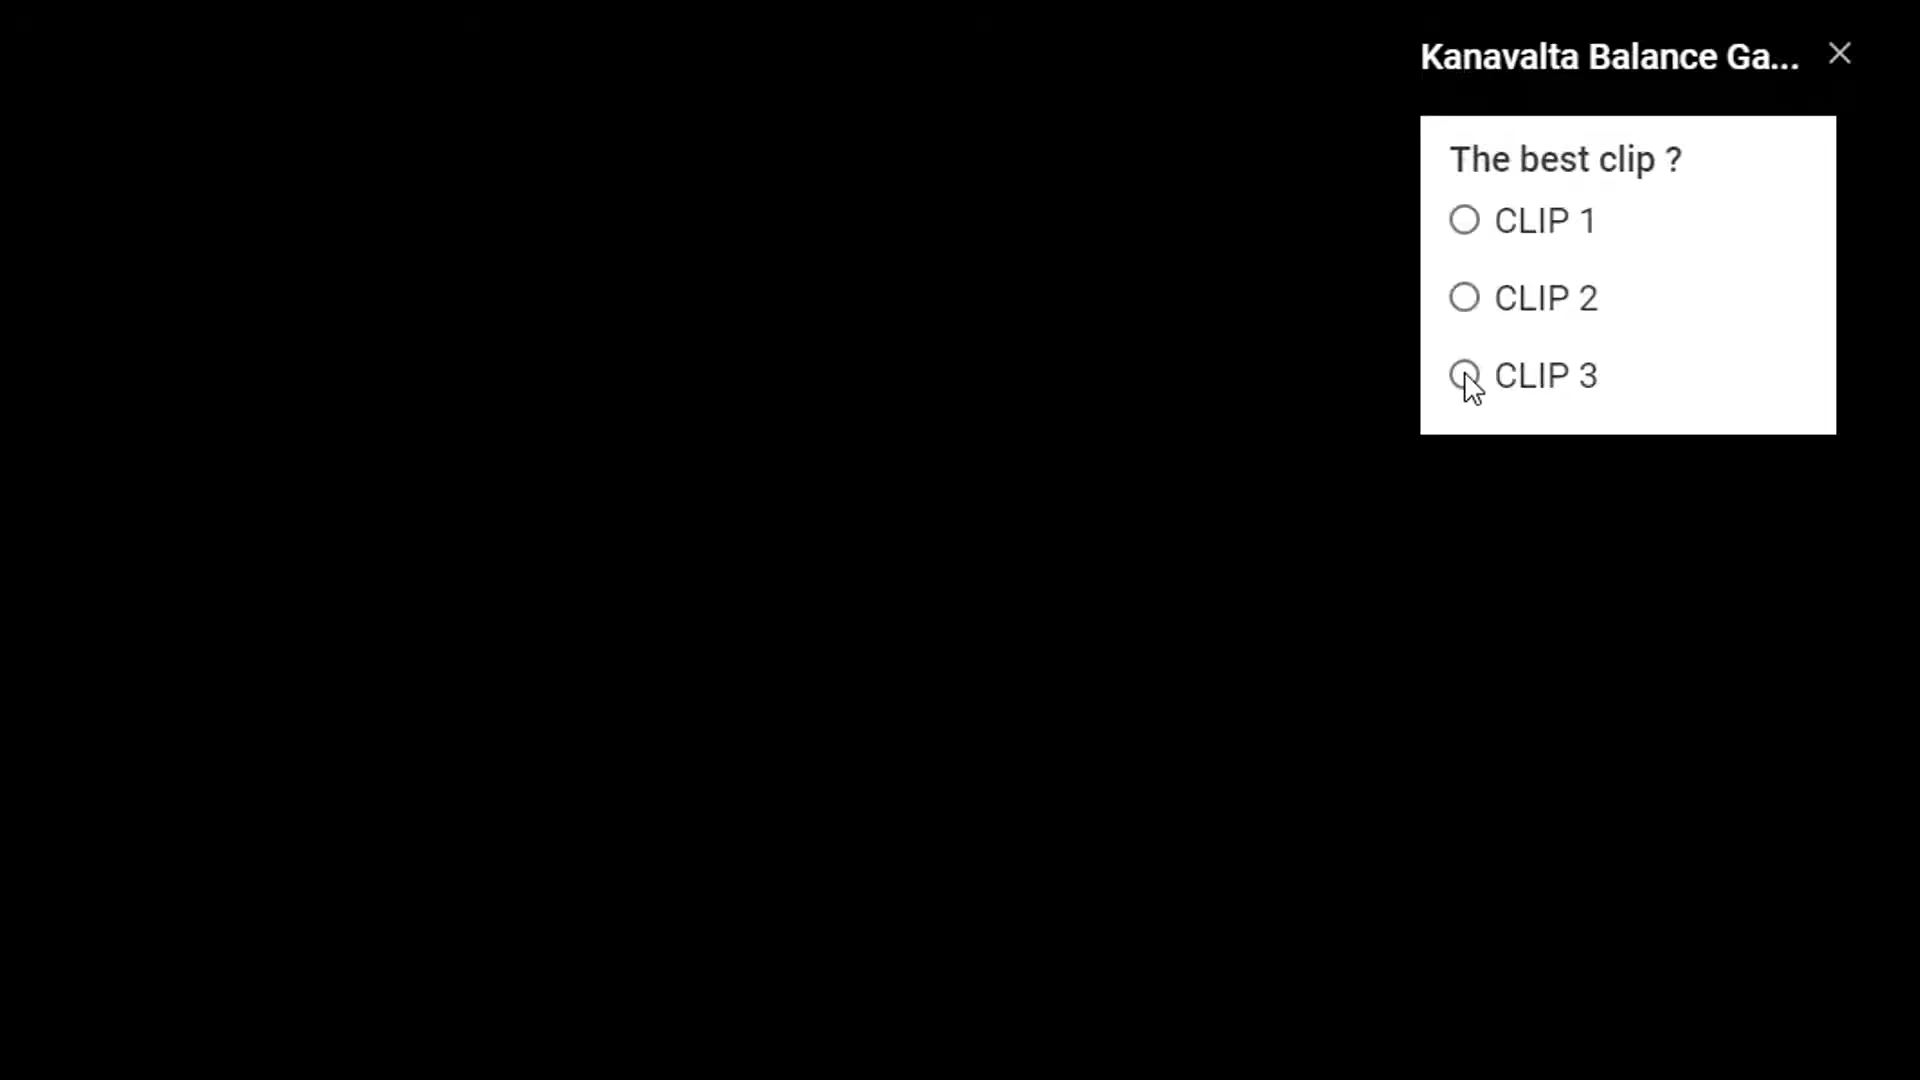 Kanavalta Balance Ga...
The best clip ?
CLIP 1
CLIP 2
CLIP 3